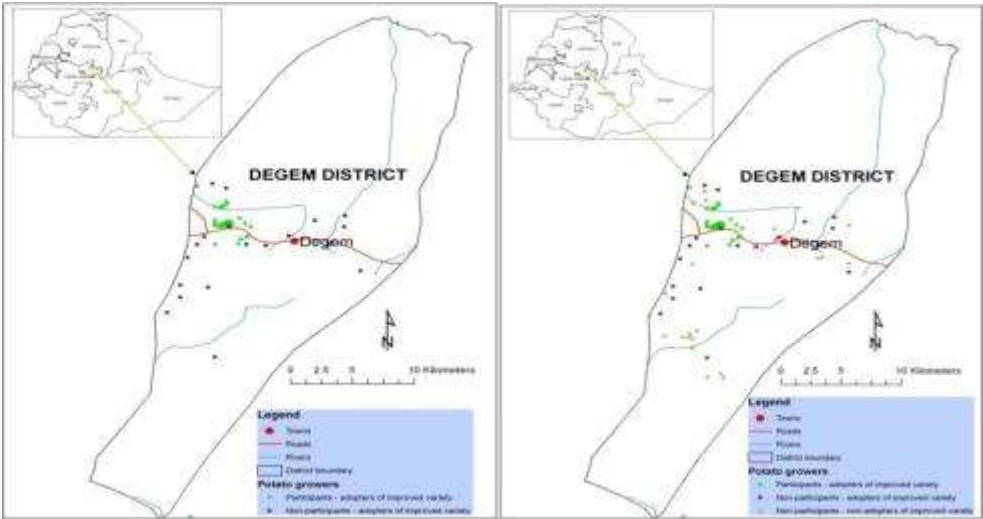 DEGEM DISTRICT
Degem
N
0 2.5 5 10 Kilometers
Legend
Towns
Roads
Rivers
District boundary
Potato growers
Participants - adopters of improved variety
Non-participants - adopters of improved variety
DEGEM DISTRICT
Degem
N
0 2.5 5 10 Kilometers
Legend
Towns
Roads
Rivers
District boundary
Potato growers
Participants - adopters of improved variety
Non-participants - adopters of improved variety
Non-participants - non-adopters of improved variety